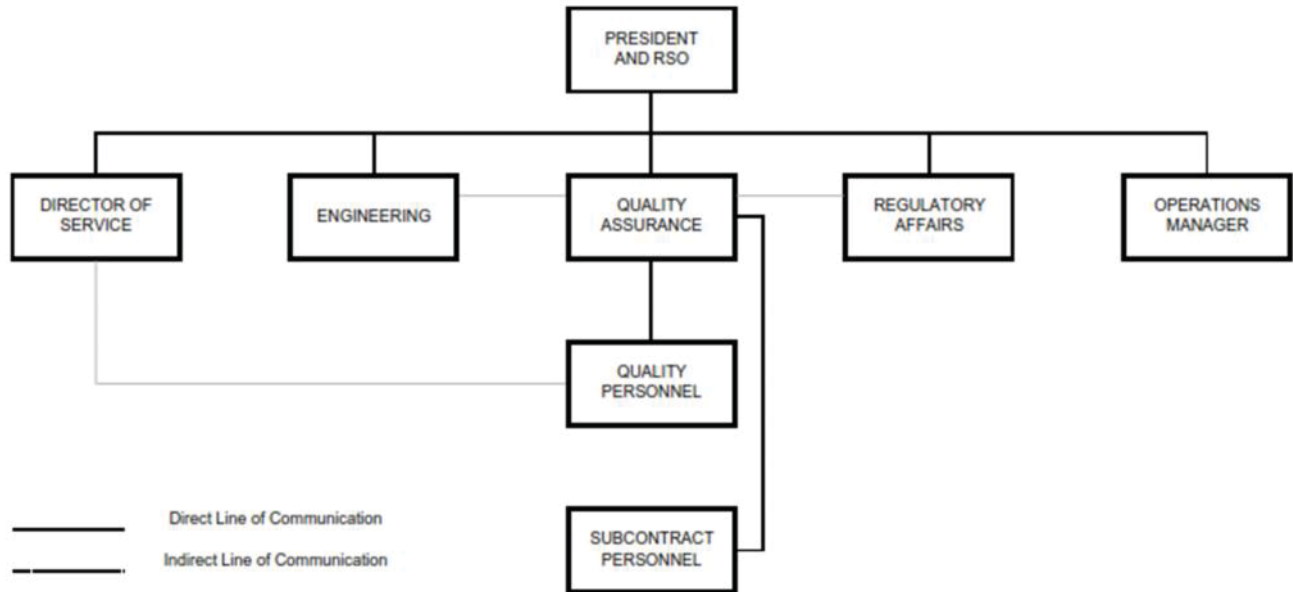 PRESIDENT
AND RSO
DIRECTOR OF
SERVICE
ENGINEERING
QUALITY
ASSURANCE
REGULATORY
AFFAIRS
OPERATIONS
MANAGER
QUALITY
PERSONNEL
SUBCONTRACT
PERSONNEL
Direct Line of Communication
Indirect Line of Communication